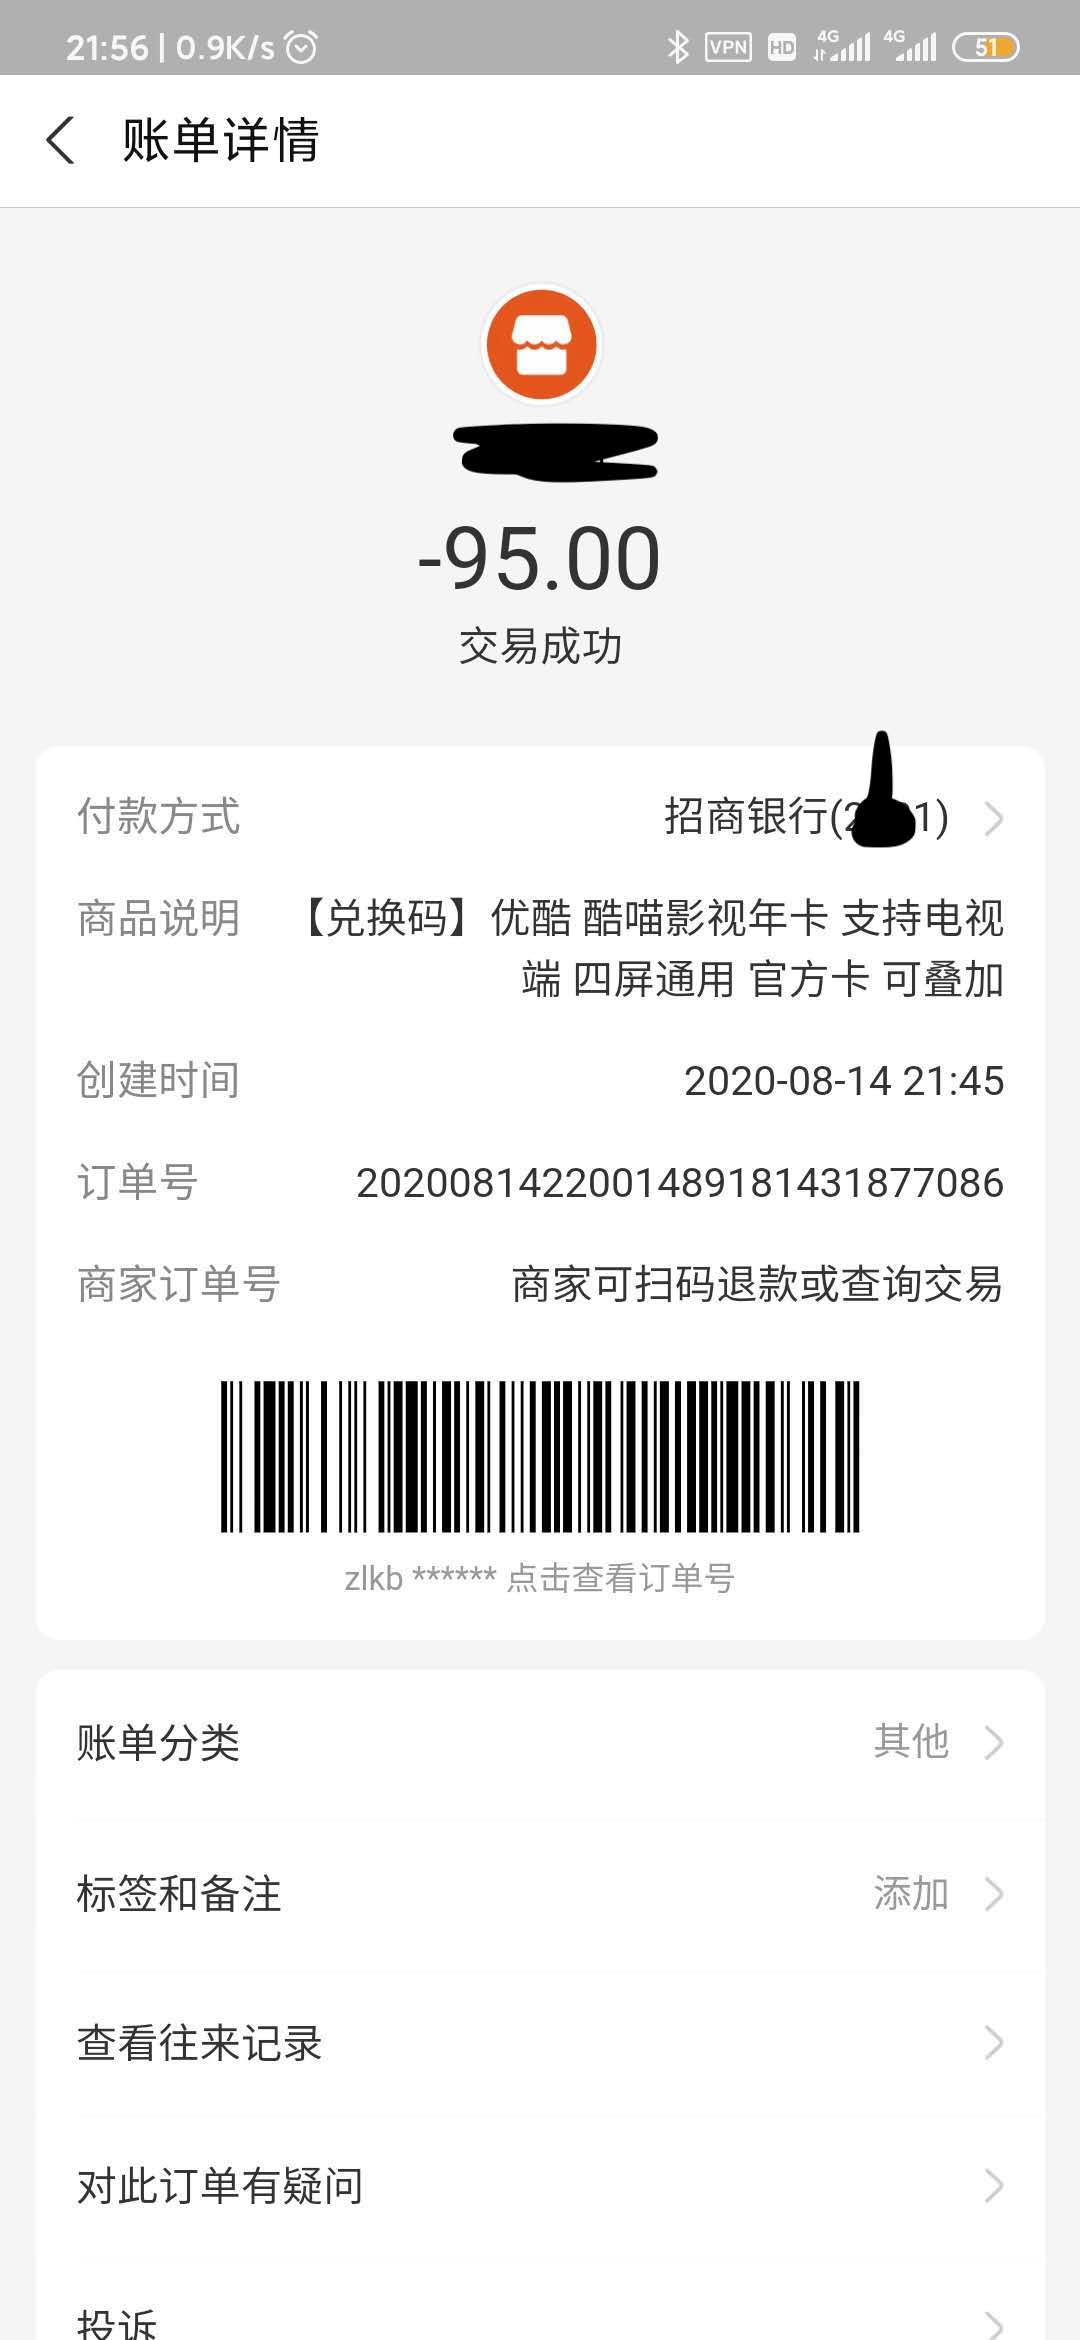 21:56 | 0.9K/s
VPN HD 4G 4G 51
账单详情
-95.00
交易成功
付款方式 招商银行(2 1)
商品说明 【兑换码】优酷 酷喵影视年卡 支持电视
端 四屏通用 官方卡 可叠加
创建时间 2020-08-14 21:45
订单号 2020081422001489181431877086
商家订单号 商家可扫码退款或查询交易
zlkb ****** 点击查看订单号
账单分类 其他
标签和备注 添加
查看往来记录
对此订单有疑问
投诉